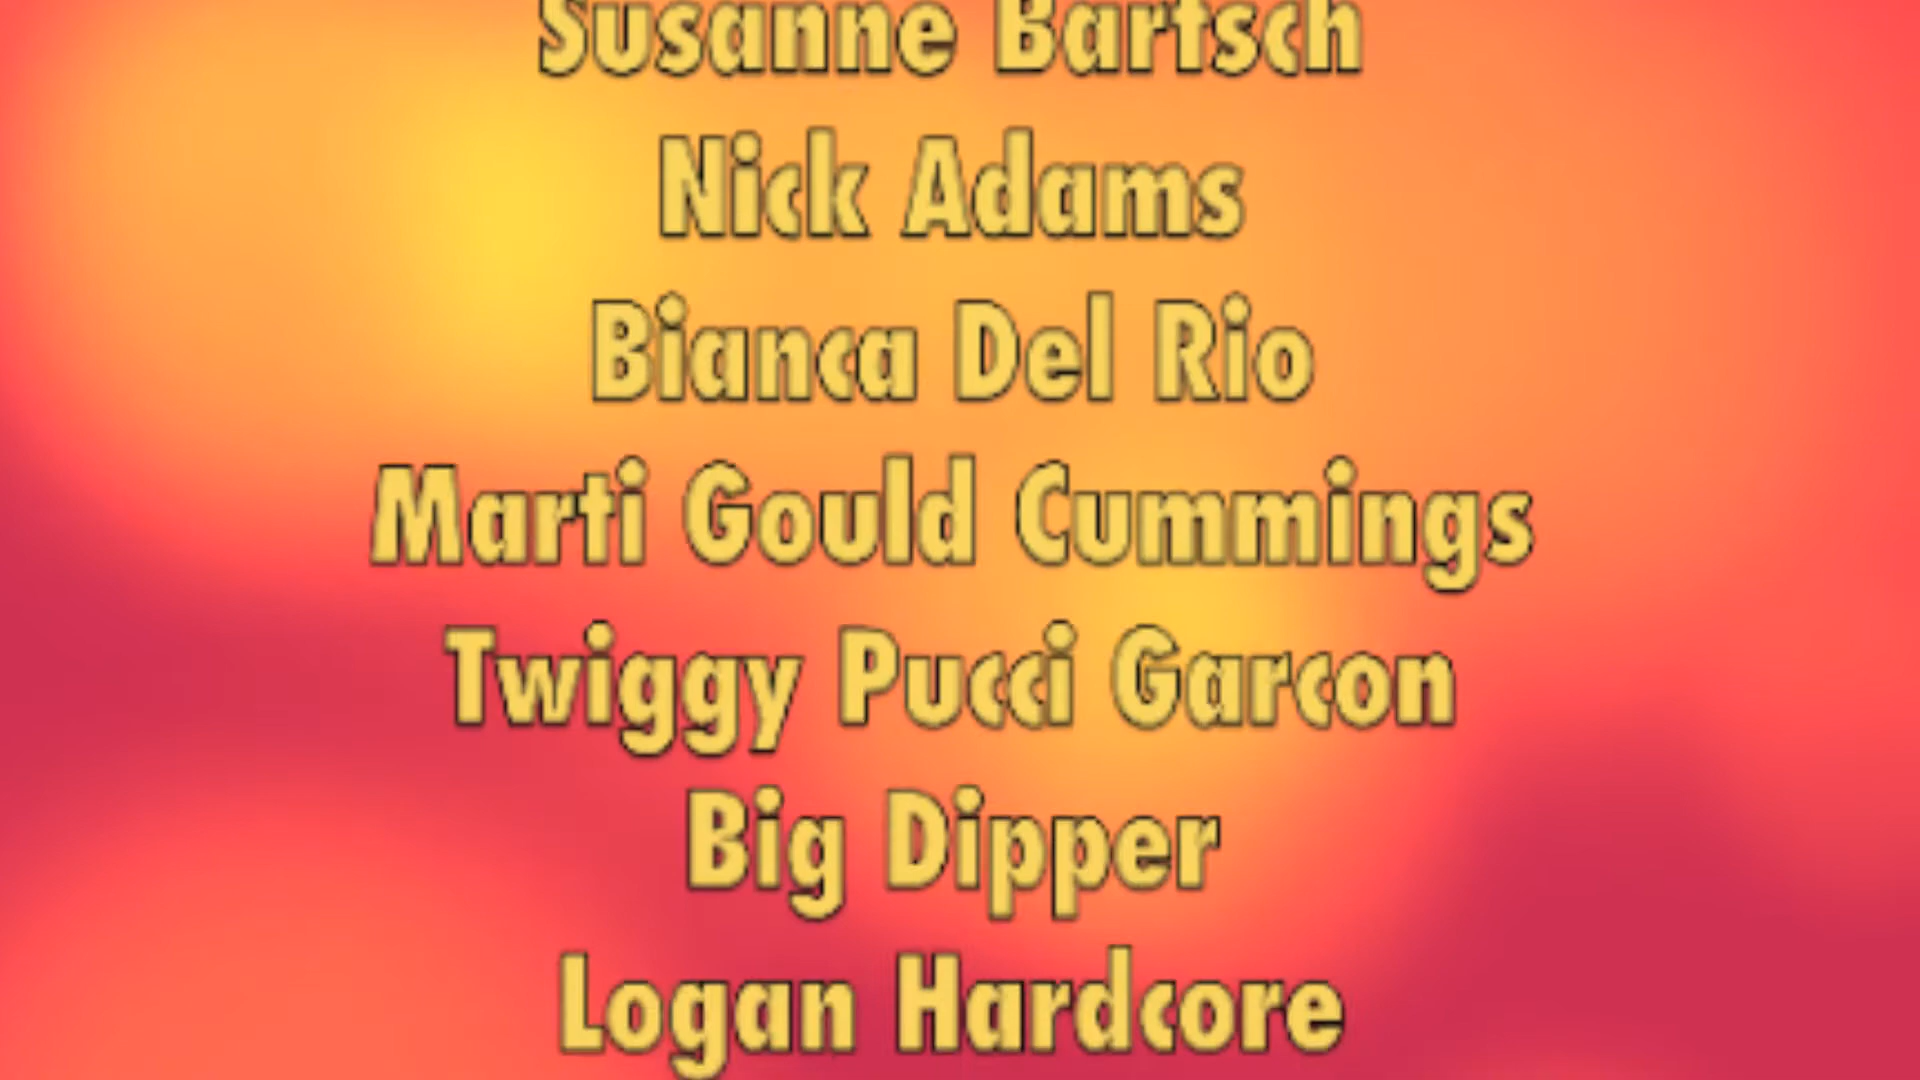 Susanne Bartsch
Nick Adams
Bianca Del Rio
Marti Gould Cummings
Twiggy Pucci Garcon
Big Dipper
Logan Hardcore